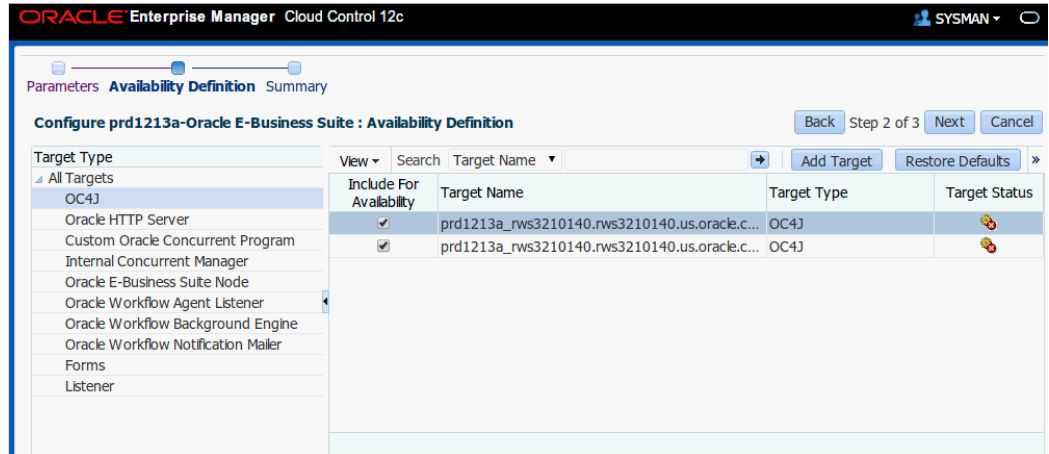 ORACLE Enterprise Manager Cloud Control 12c
SYSMAN
Parameters Availability Definition Summary
Configure prd1213a-Oracle E-Business Suite : Availability Definition
Back Step 2 of 3 Next Cancel
Target Type
All Targets
OC4J
Oracle HTTP Server
Custom Oracle Concurrent Program
Internal Concurrent Manager
Oracle E-Business Suite Node
Oracle Workflow Agent Listener
Oracle Workflow Background Engine
Oracle Workflow Notification Mailer
Forms
Listener
View Search Target Name Add Target Restore Defaults »
Include For Availability Target Name Target Type Target Status
prd1213a_rws3210140.rws3210140.us.oracle.c... OC4J
prd1213a_rws3210140.rws3210140.us.oracle.c... OC4J